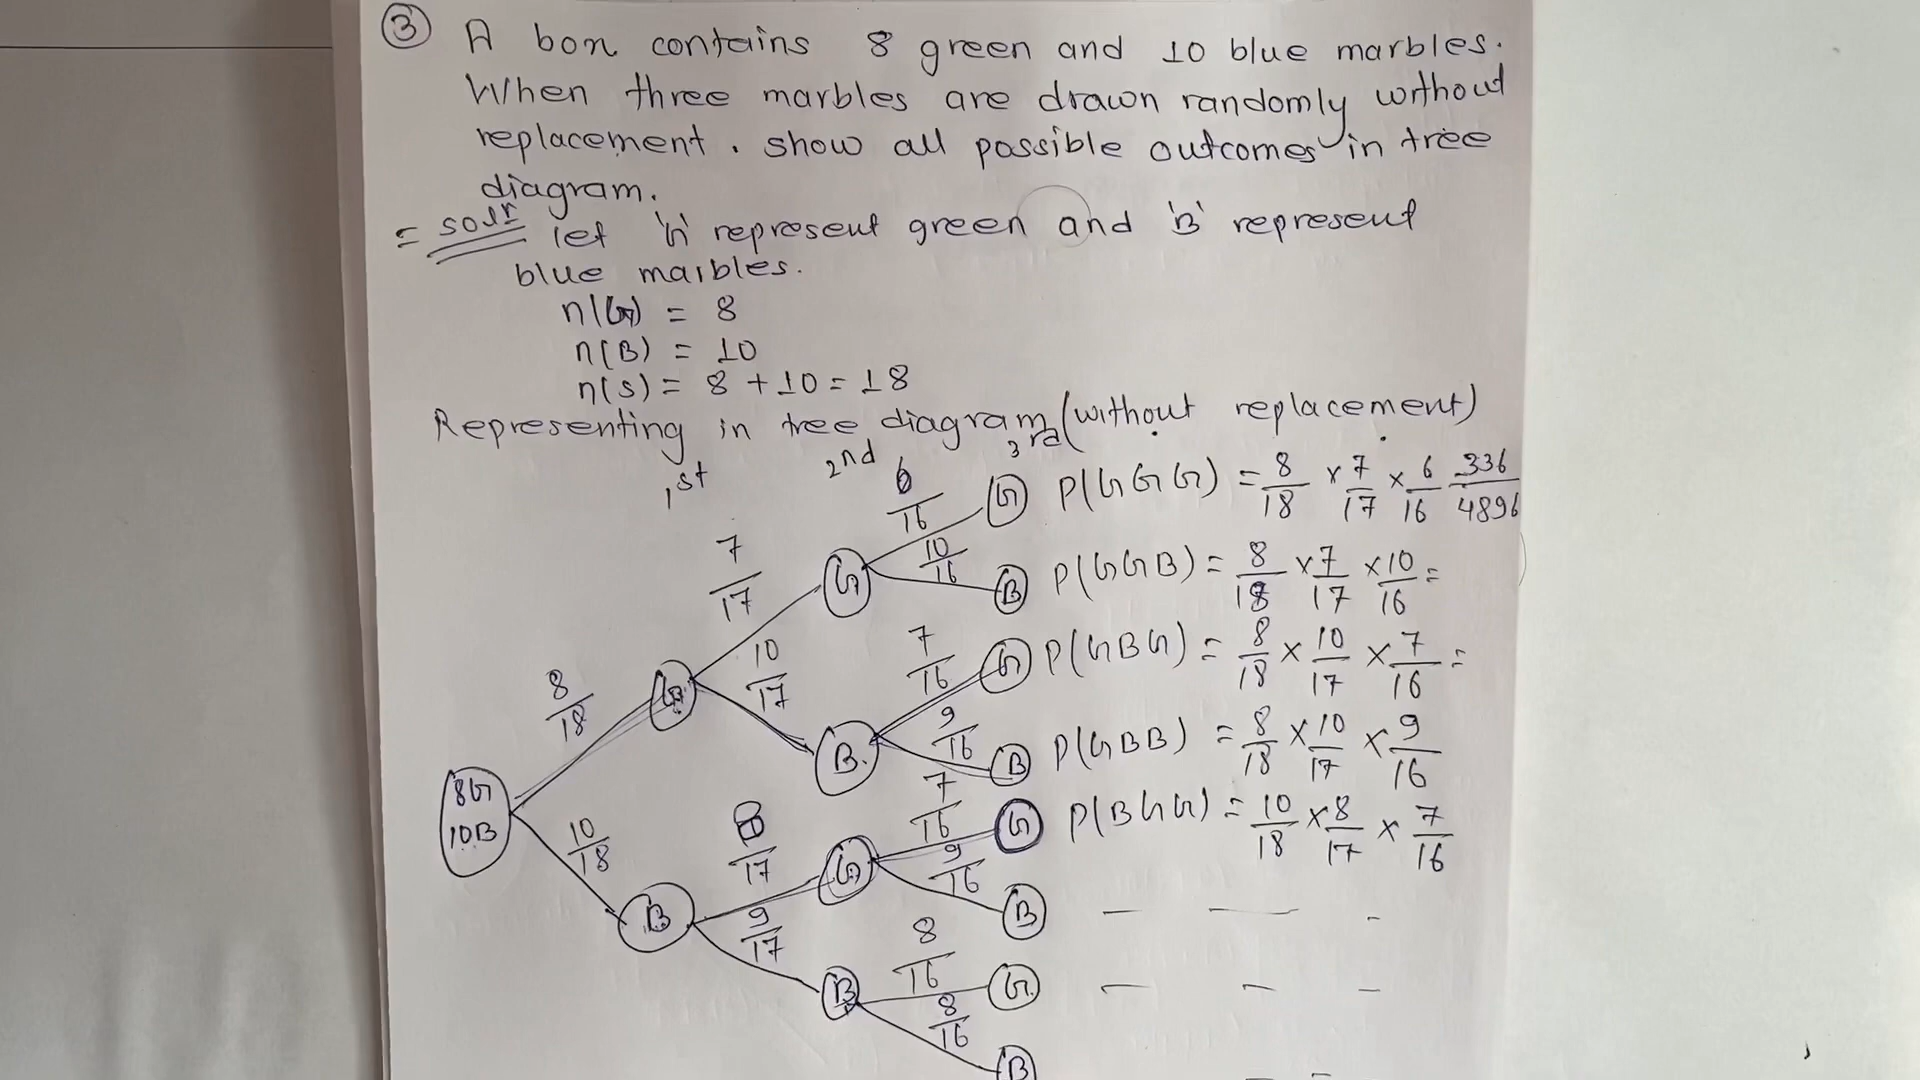 ③ A box contains 8 green and 10 blue marbles.
When three marbles are drawn randomly without
replacement. show all possible outcomes in tree
diagram.
= solⁿ let 'G' represent green and 'B' represent
blue marbles.
n(G) = 8
n(B) = 10
n(S) = 8 + 10 = 18
Representing in tree diagram (without replacement)
1st 2nd 3rd
8G
10B
8/18 G
10/18 B
7/17 G
10/17 B
8/17 G
9/17 B
6/16 G P(GGG) = 8/18 × 7/17 × 6/16 336/4896
10/16 B P(GGB) = 8/18 × 7/17 × 10/16 =
7/16 G P(GBG) = 8/18 × 10/17 × 7/16 =
9/16 B P(GBB) = 8/18 × 10/17 × 9/16
7/16 G P(BGG) = 10/18 × 8/17 × 7/16
9/16 B — — -
8/16 G — - -
8/16 B - -